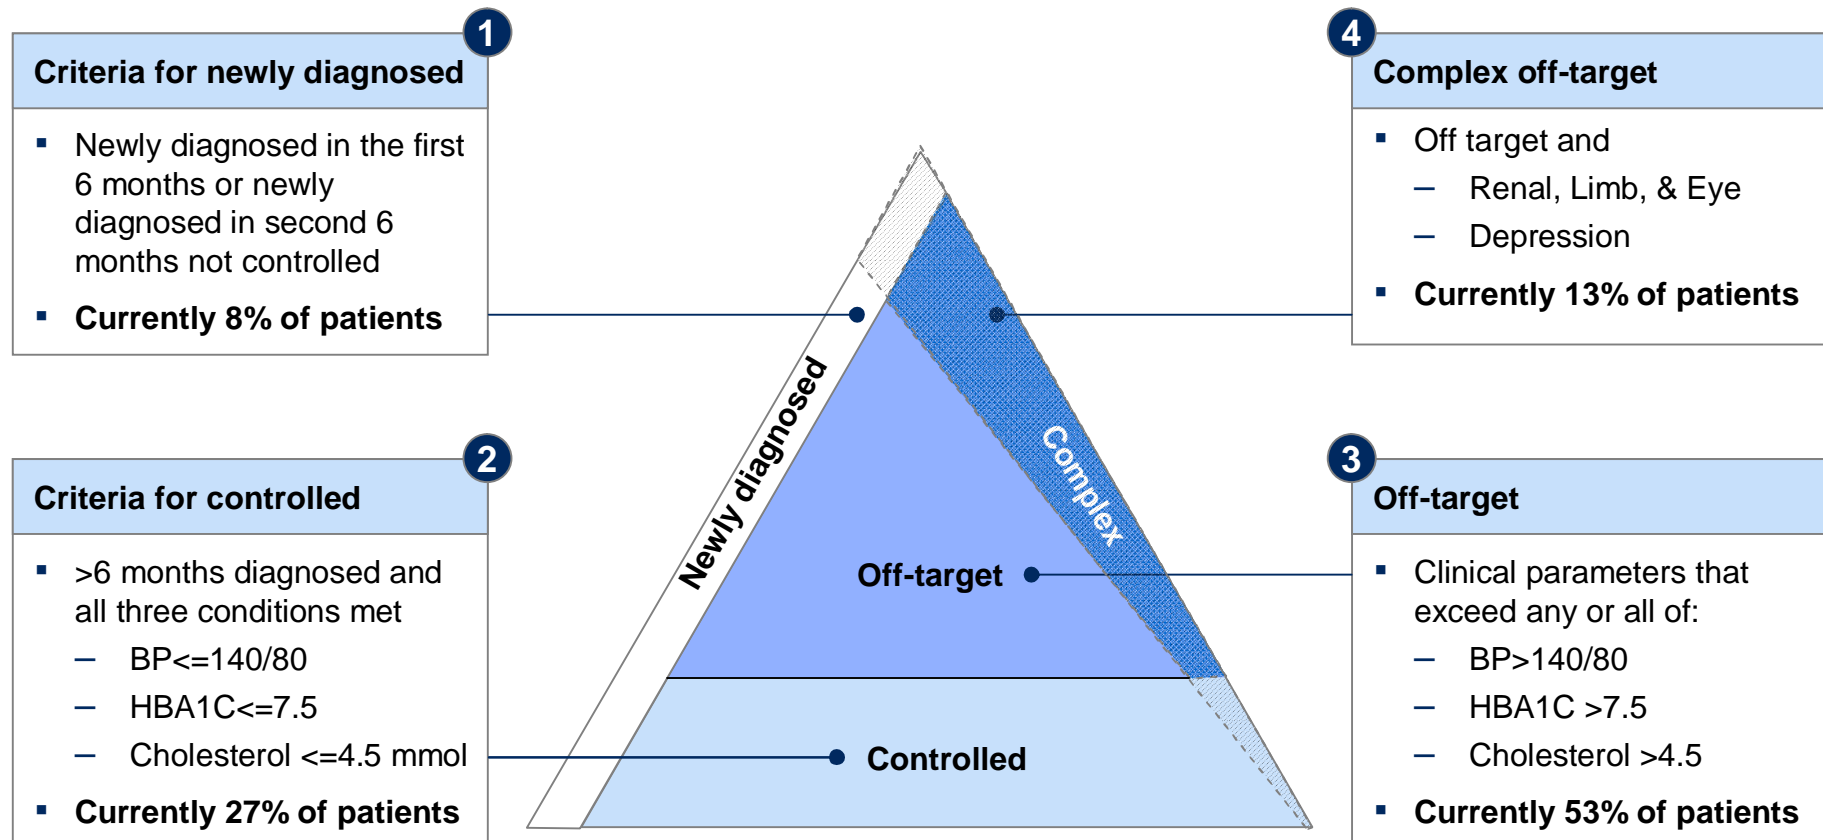 1
Criteria for newly diagnosed
▪ Newly diagnosed in the first
6 months or newly
diagnosed in second 6
months not controlled
▪ Currently 8% of patients
2
Criteria for controlled
▪ >6 months diagnosed and
all three conditions met
– BP<=140/80
– HBA1C<=7.5
– Cholesterol <=4.5 mmol
▪ Currently 27% of patients
Newly diagnosed
Complex
Off-target
Controlled
4
Complex off-target
▪ Off target and
– Renal, Limb, & Eye
– Depression
▪ Currently 13% of patients
3
Off-target
▪ Clinical parameters that
exceed any or all of:
– BP>140/80
– HBA1C >7.5
– Cholesterol >4.5
▪ Currently 53% of patients